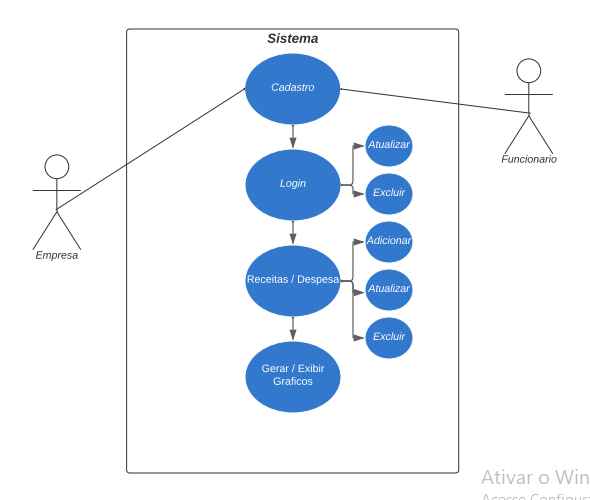 Sistema
Cadastro
Funcionario
Atualizar
Login
Excluir
Empresa
Adicionar
Receitas / Despesa
Atualizar
Excluir
Gerar / Exibir
Graficos
Ativar o Win